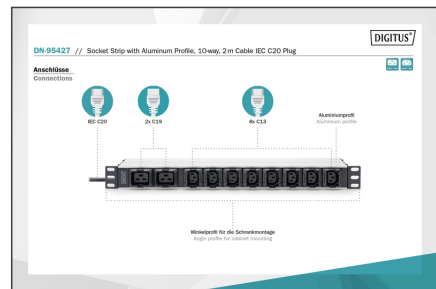 DIGITUS®
DN-95427 // Socket Strip with Aluminum Profile, 10-way, 2 m Cable IEC C20 Plug
Anschlüsse
Connections
IEC C20
2x C19
8x C13
Aluminiumprofil
Aluminium profile
Winkelprofil für die Schrankmontage
Angle profile for cabinet mounting